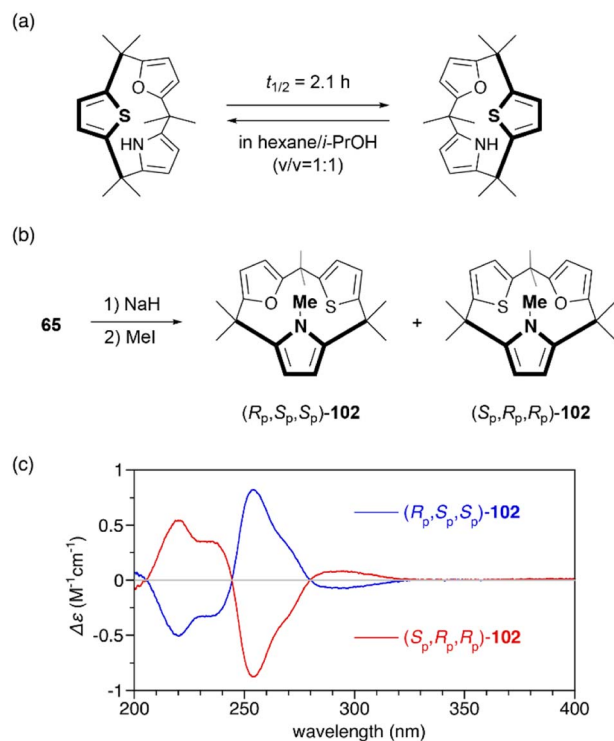 (a)
O
S
HN
t1/2 = 2.1 h
in hexane/i-PrOH
(v/v=1:1)
O
S
NH
(b)
65
1) NaH
2) MeI
O
Me
S
N
(Rp,Sp,Sp)-102
+
S
Me
O
N
(Sp,Rp,Rp)-102
(c)
Δε (M⁻¹cm⁻¹)
1
0.5
0
-0.5
-1
(Rp,Sp,Sp)-102
(Sp,Rp,Rp)-102
200 250 300 350 400
wavelength (nm)